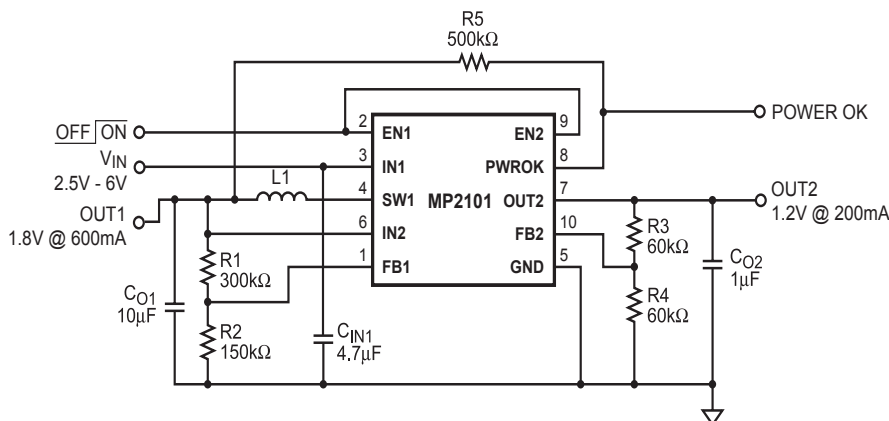 R5
500kΩ
OFF ON
2 EN1
EN2 9
POWER OK
VIN
2.5V - 6V
3 IN1
PWROK 8
L1
4 SW1
MP2101
OUT2 7
OUT2
1.2V @ 200mA
OUT1
1.8V @ 600mA
6 IN2
FB2 10
R3
60kΩ
R1
300kΩ
1 FB1
GND 5
CO2
1μF
CO1
10μF
R2
150kΩ
CIN1
4.7μF
R4
60kΩ